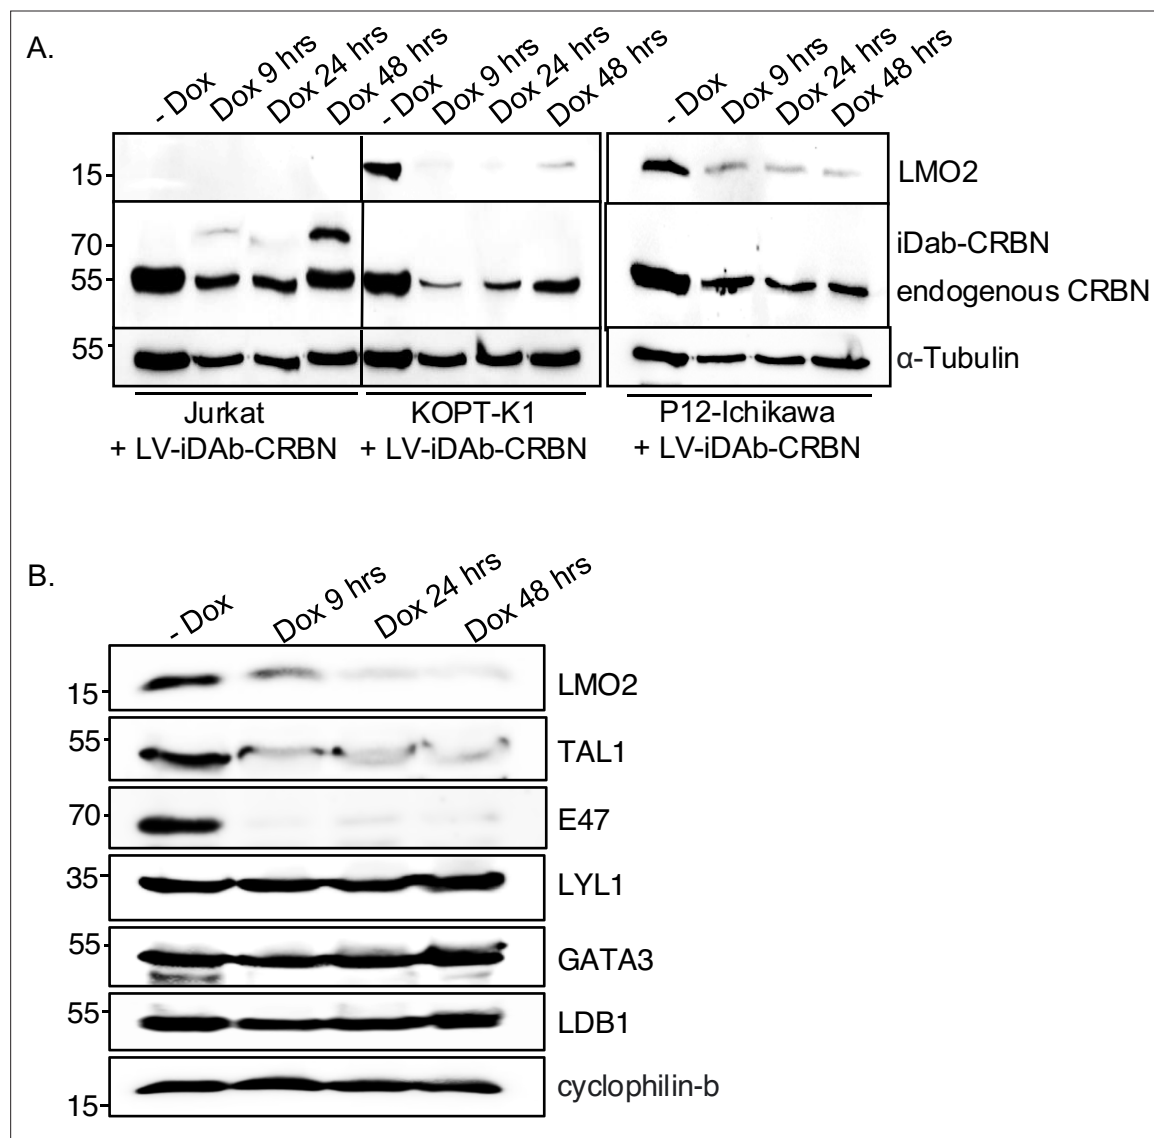 A.
- Dox
Dox 9 hrs
Dox 24 hrs
Dox 48 hrs
- Dox
Dox 9 hrs
Dox 24 hrs
Dox 48 hrs
- Dox
Dox 9 hrs
Dox 24 hrs
Dox 48 hrs
15
LMO2
70
iDab-CRBN
55
endogenous CRBN
55
α-Tubulin
Jurkat
+ LV-iDAb-CRBN
KOPT-K1
+ LV-iDAb-CRBN
P12-Ichikawa
+ LV-iDAb-CRBN
B.
- Dox
Dox 9 hrs
Dox 24 hrs
Dox 48 hrs
15
LMO2
55
TAL1
70
E47
35
LYL1
55
GATA3
55
LDB1
cyclophilin-b
15